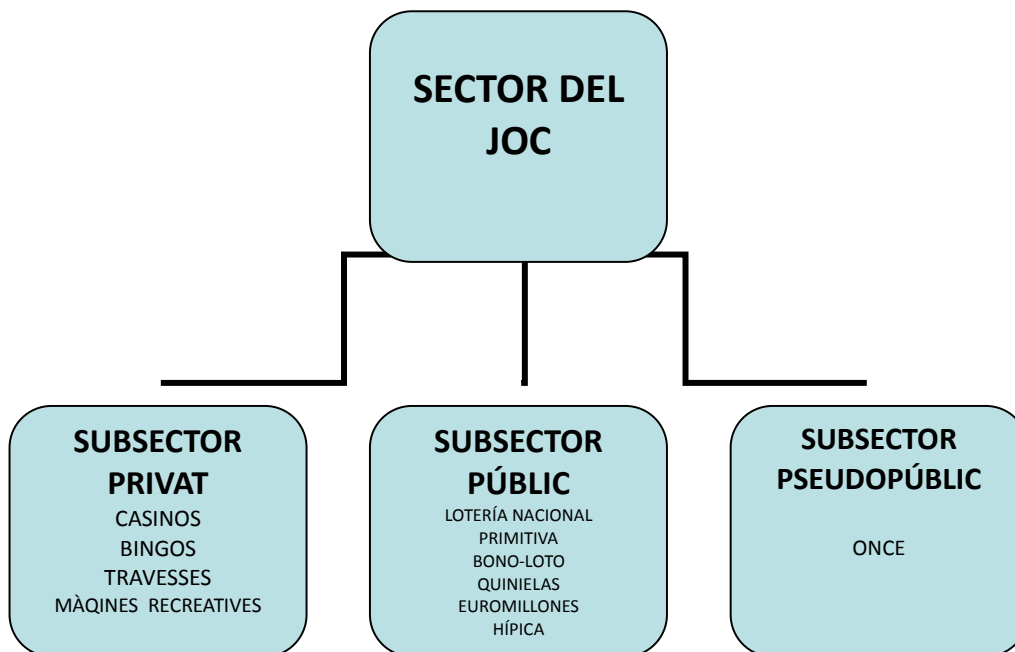 SECTOR DEL
JOC
SUBSECTOR
PRIVAT
CASINOS
BINGOS
TRAVESSES
MÀQINES RECREATIVES
SUBSECTOR
PÚBLIC
LOTERÍA NACIONAL
PRIMITIVA
BONO-LOTO
QUINIELAS
EUROMILLONES
HÍPICA
SUBSECTOR
PSEUDOPÚBLIC
ONCE